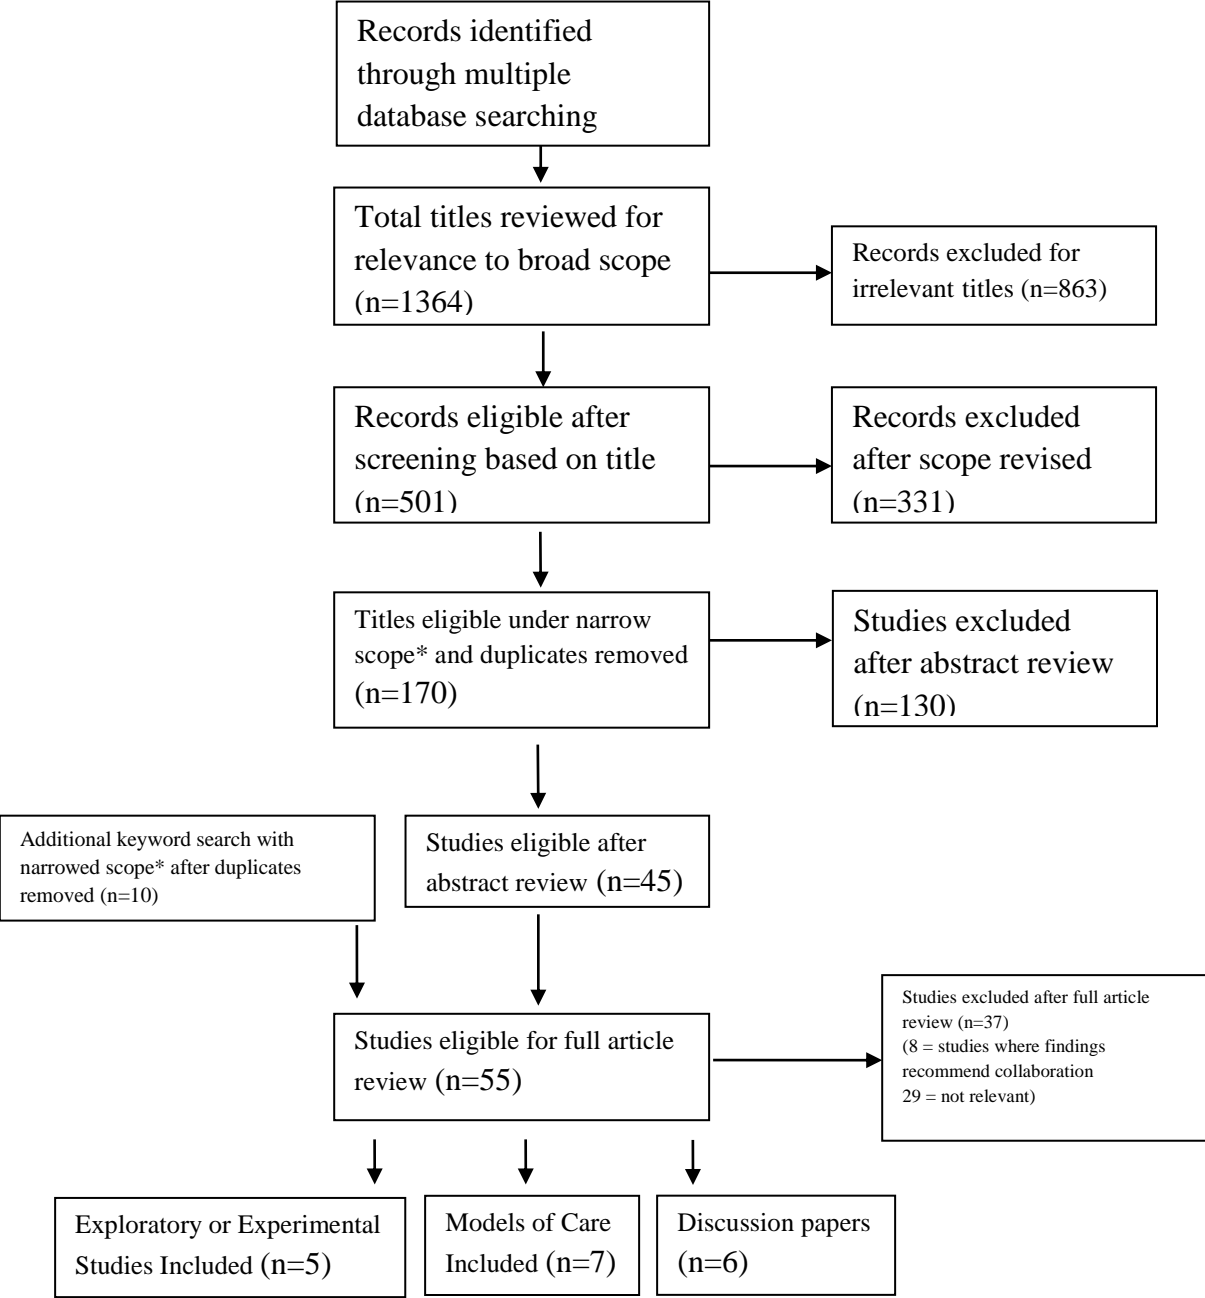 Records identified
through multiple
database searching
Total titles reviewed for
relevance to broad scope
(n=1364)
Records excluded for
irrelevant titles (n=863)
Records eligible after
screening based on title
(n=501)
Records excluded
after scope revised
(n=331)
Titles eligible under narrow
scope* and duplicates removed
(n=170)
Studies excluded
after abstract review
(n=130)
Additional keyword search with
narrowed scope* after duplicates
removed (n=10)
Studies eligible after
abstract review (n=45)
Studies eligible for full article
review (n=55)
Studies excluded after full article
review (n=37)
(8 = studies where findings
recommend collaboration
29 = not relevant)
Exploratory or Experimental
Studies Included (n=5)
Models of Care
Included (n=7)
Discussion papers
(n=6)